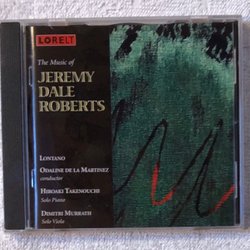 LORELT
The Music of
JEREMY
DALE
ROBERTS
LONTANO
ODALINE DE LA MARTINEZ
conductor
HIROAKI TAKENOUCHI
Solo Piano
DIMITRI MURRATH
Solo Viola